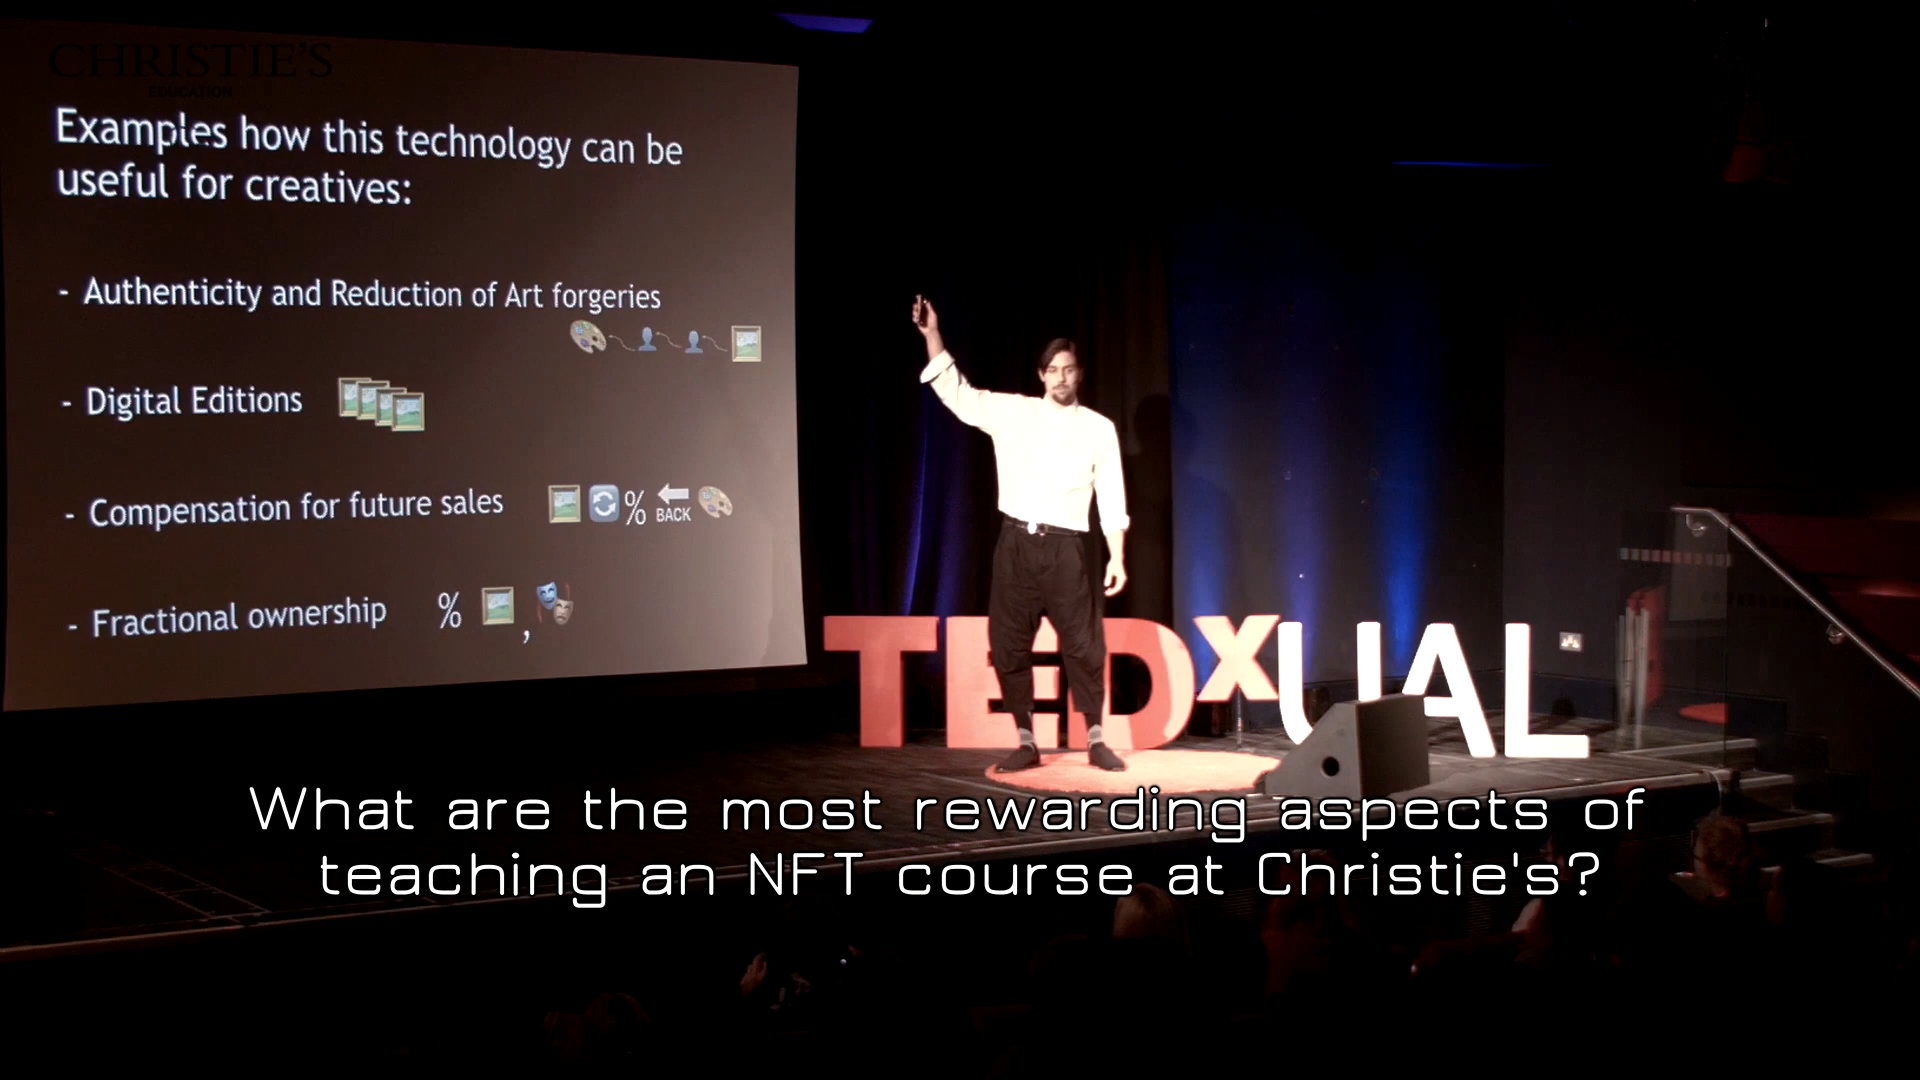 CHRISTIE'S
EDUCATION
Examples how this technology can be
useful for creatives:
- Authenticity and Reduction of Art forgeries
- Digital Editions
- Compensation for future sales % BACK
- Fractional ownership % ,
TEDxUAL
What are the most rewarding aspects of
teaching an NFT course at Christie's?